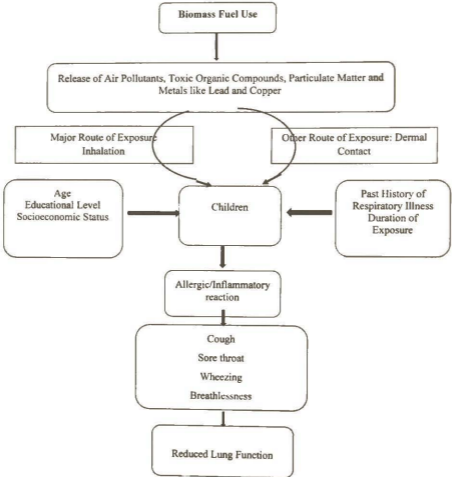 Biomass Fuel Use
Release of Air Pollutants, Toxic Organic Compounds, Particulate Matter and
Metals like Lead and Copper
Major Route of Exposure
Inhalation
Other Route of Exposure: Dermal
Contact
Age
Educational Level
Socioeconomic Status
Children
Past History of
Respiratory Illness
Duration of
Exposure
Allergic/Inflammatory
reaction
Cough
Sore throat
Wheezing
Breathlessness
Reduced Lung Function